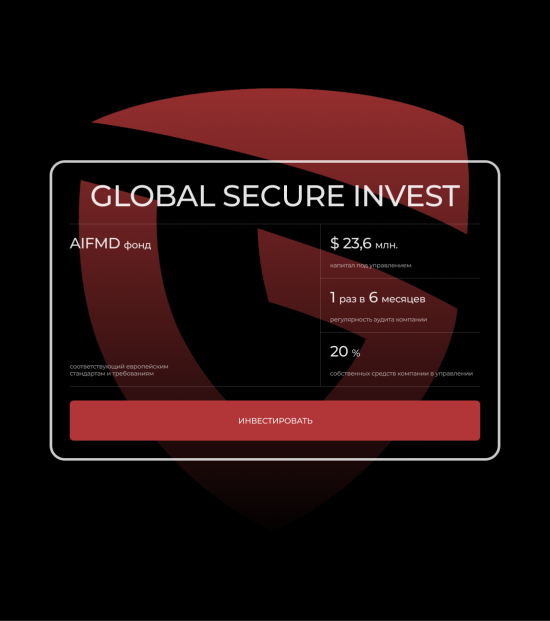 GLOBAL SECURE INVEST
AIFMD фонд
соответствующий европейским
стандартам и требованиям
$ 23,6 млн.
капитал под управлением
1 раз в 6 месяцев
регулярность аудита компании
20 %
собственных средств компании в управлении
ИНВЕСТИРОВАТЬ